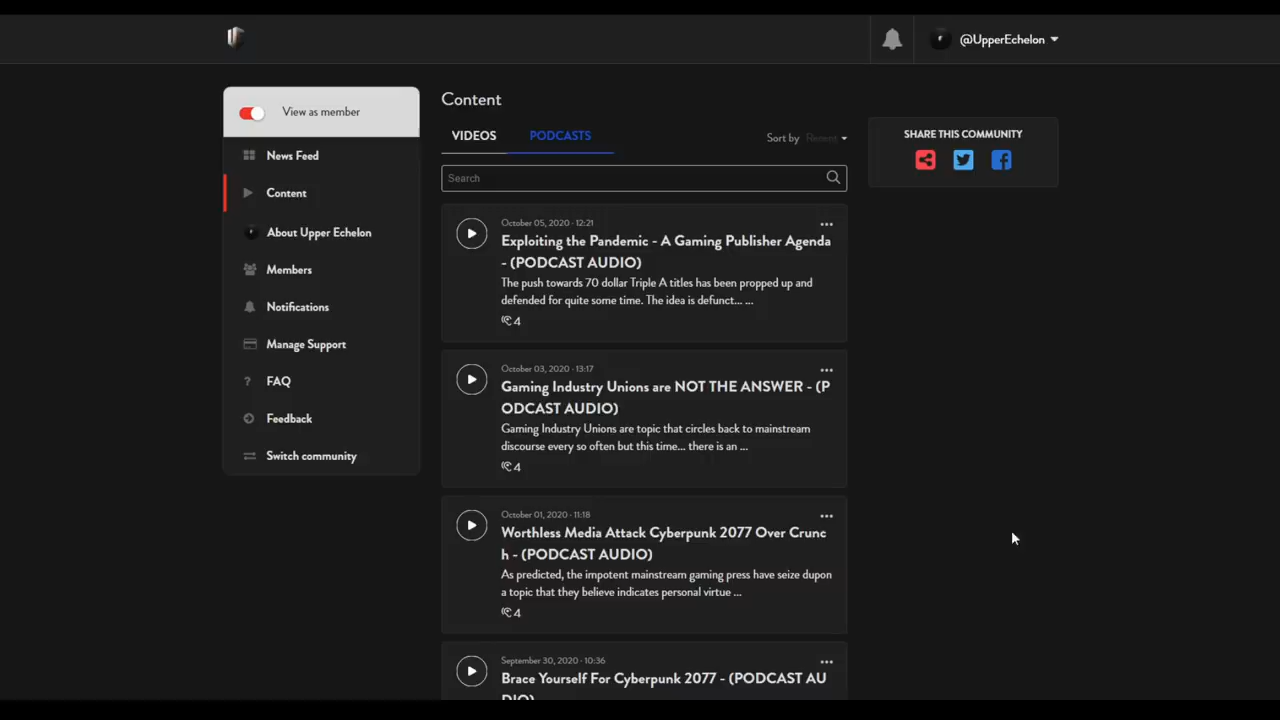 @UpperEchelon
View as member
News Feed
Content
About Upper Echelon
Members
Notifications
Manage Support
FAQ
Feedback
Switch community
Content
VIDEOS PODCASTS
Sort by Recent
Search
October 05, 2020 · 12:21
Exploiting the Pandemic - A Gaming Publisher Agenda
- (PODCAST AUDIO)
The push towards 70 dollar Triple A titles has been propped up and
defended for quite some time. The idea is defunct... ...
4
October 03, 2020 · 13:17
Gaming Industry Unions are NOT THE ANSWER - (P
ODCAST AUDIO)
Gaming Industry Unions are topic that circles back to mainstream
discourse every so often but this time... there is an ...
4
October 01, 2020 · 11:18
Worthless Media Attack Cyberpunk 2077 Over Crunc
h - (PODCAST AUDIO)
As predicted, the impotent mainstream gaming press have seize dupon
a topic that they believe indicates personal virtue ...
4
September 30, 2020 · 10:36
Brace Yourself For Cyberpunk 2077 - (PODCAST AU
DIO)
SHARE THIS COMMUNITY